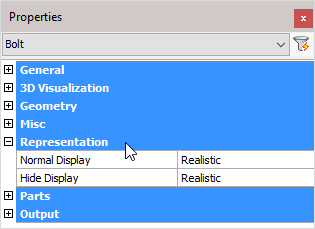 Properties
x
Bolt
General
3D Visualization
Geometry
Misc
Representation
Normal Display Realistic
Hide Display Realistic
Parts
Output